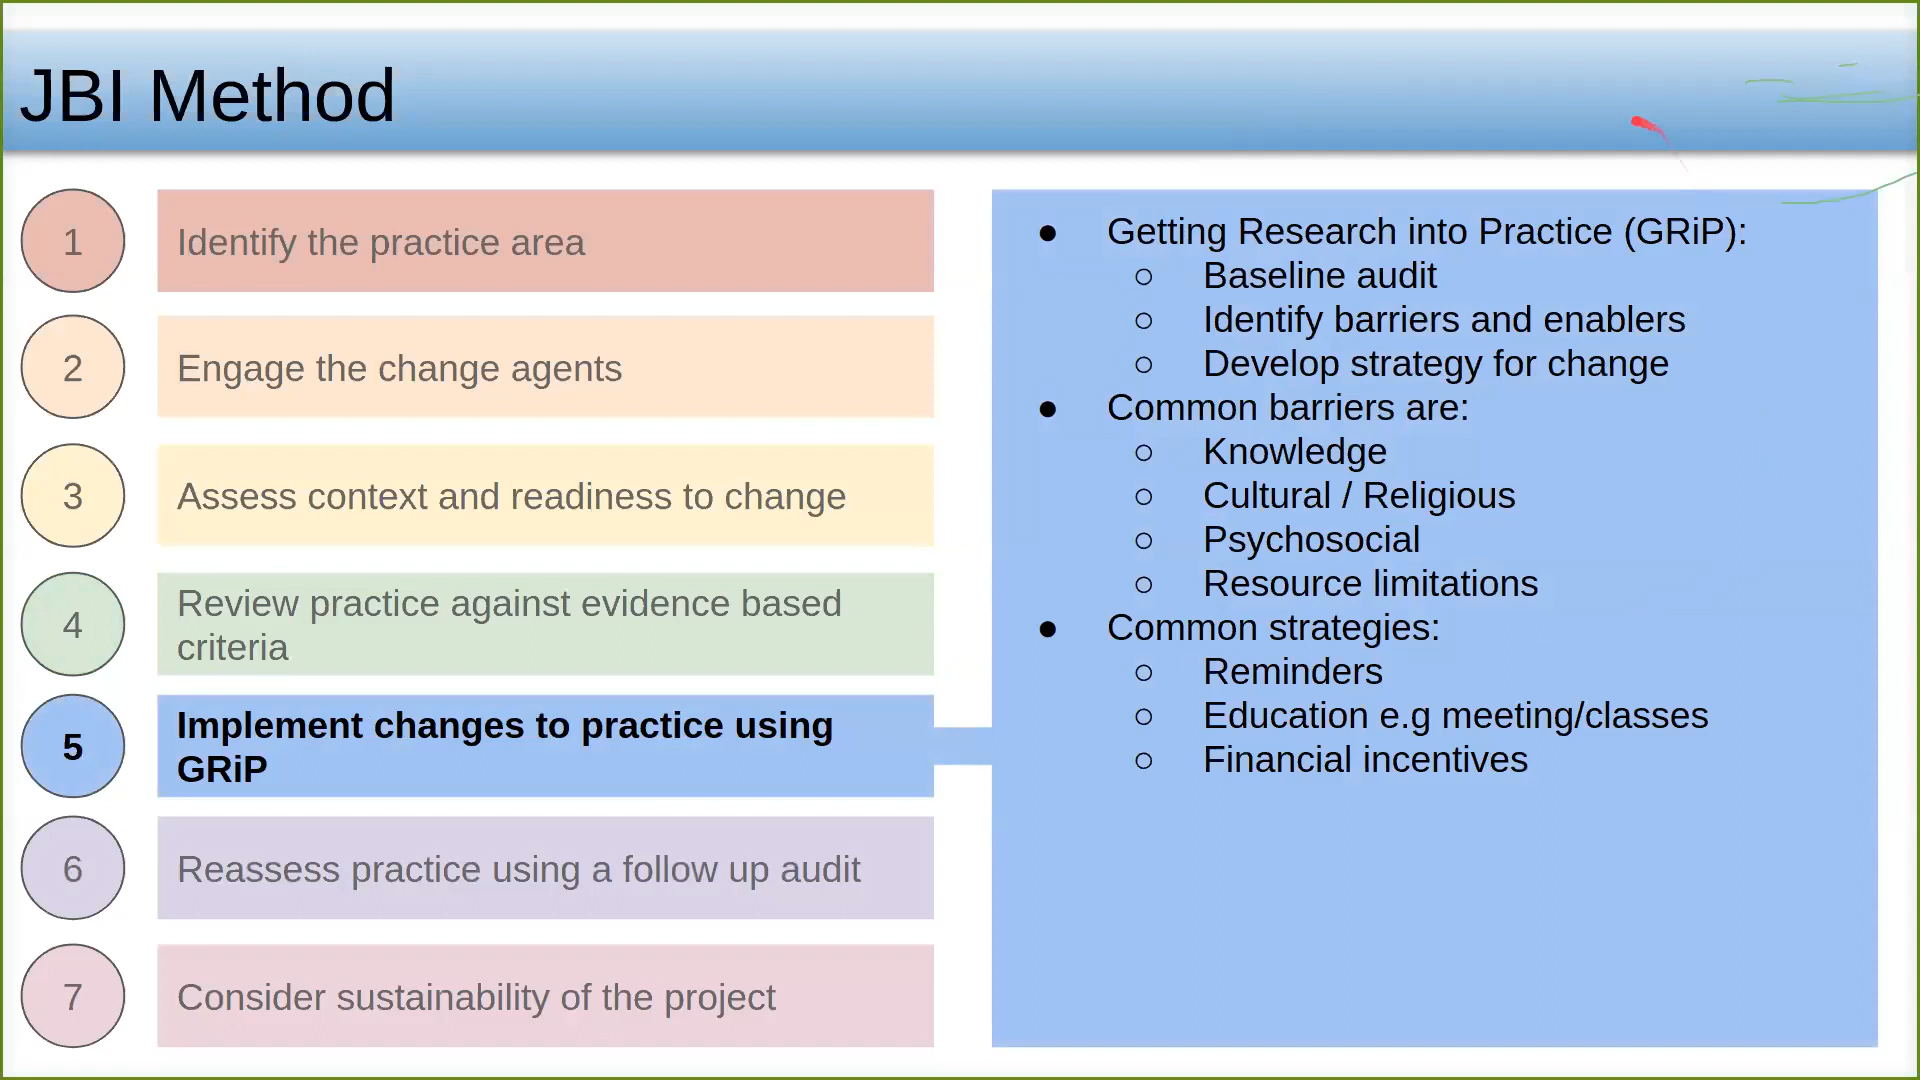 JBI Method
1
Identify the practice area
2
Engage the change agents
3
Assess context and readiness to change
4
Review practice against evidence based
criteria
5
Implement changes to practice using
GRiP
6
Reassess practice using a follow up audit
7
Consider sustainability of the project
● Getting Research into Practice (GRiP):
○ Baseline audit
○ Identify barriers and enablers
○ Develop strategy for change
● Common barriers are:
○ Knowledge
○ Cultural / Religious
○ Psychosocial
○ Resource limitations
● Common strategies:
○ Reminders
○ Education e.g meeting/classes
○ Financial incentives